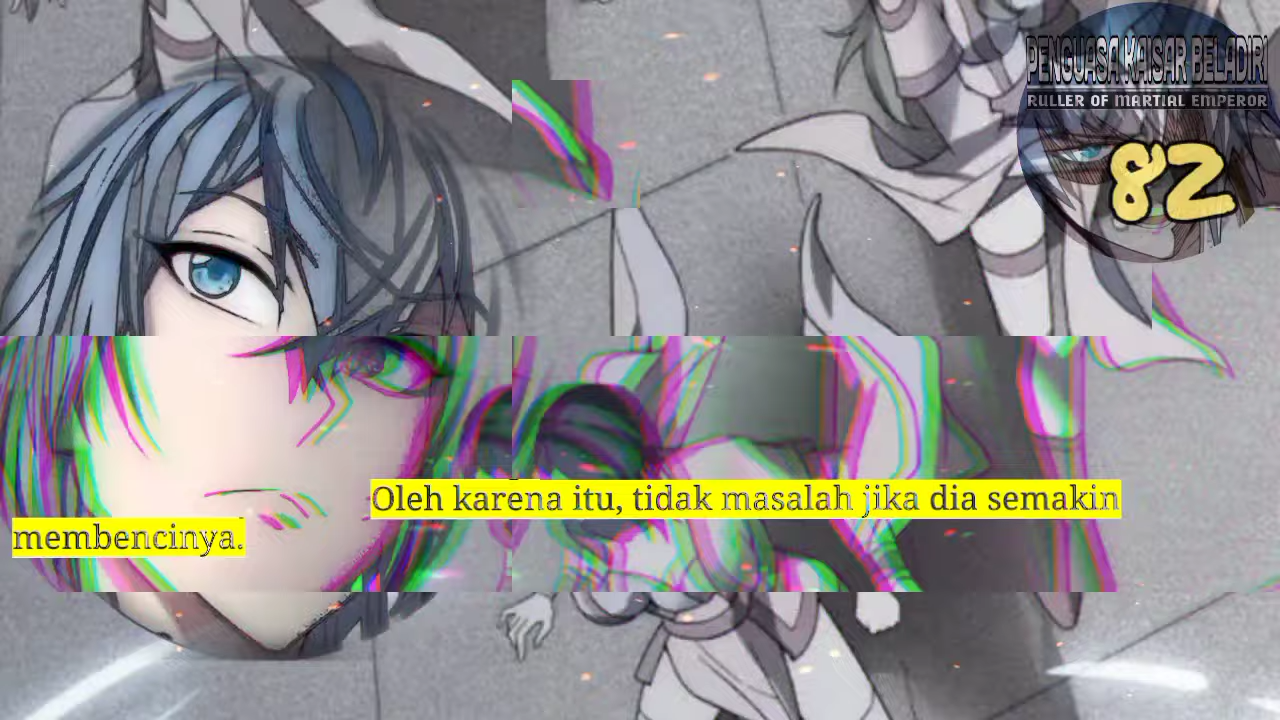 PENGUASA KAISAR BELADIRI
RULLER OF MARTIAL EMPEROR
82
Oleh karena itu, tidak masalah jika dia semakin
membencinya.